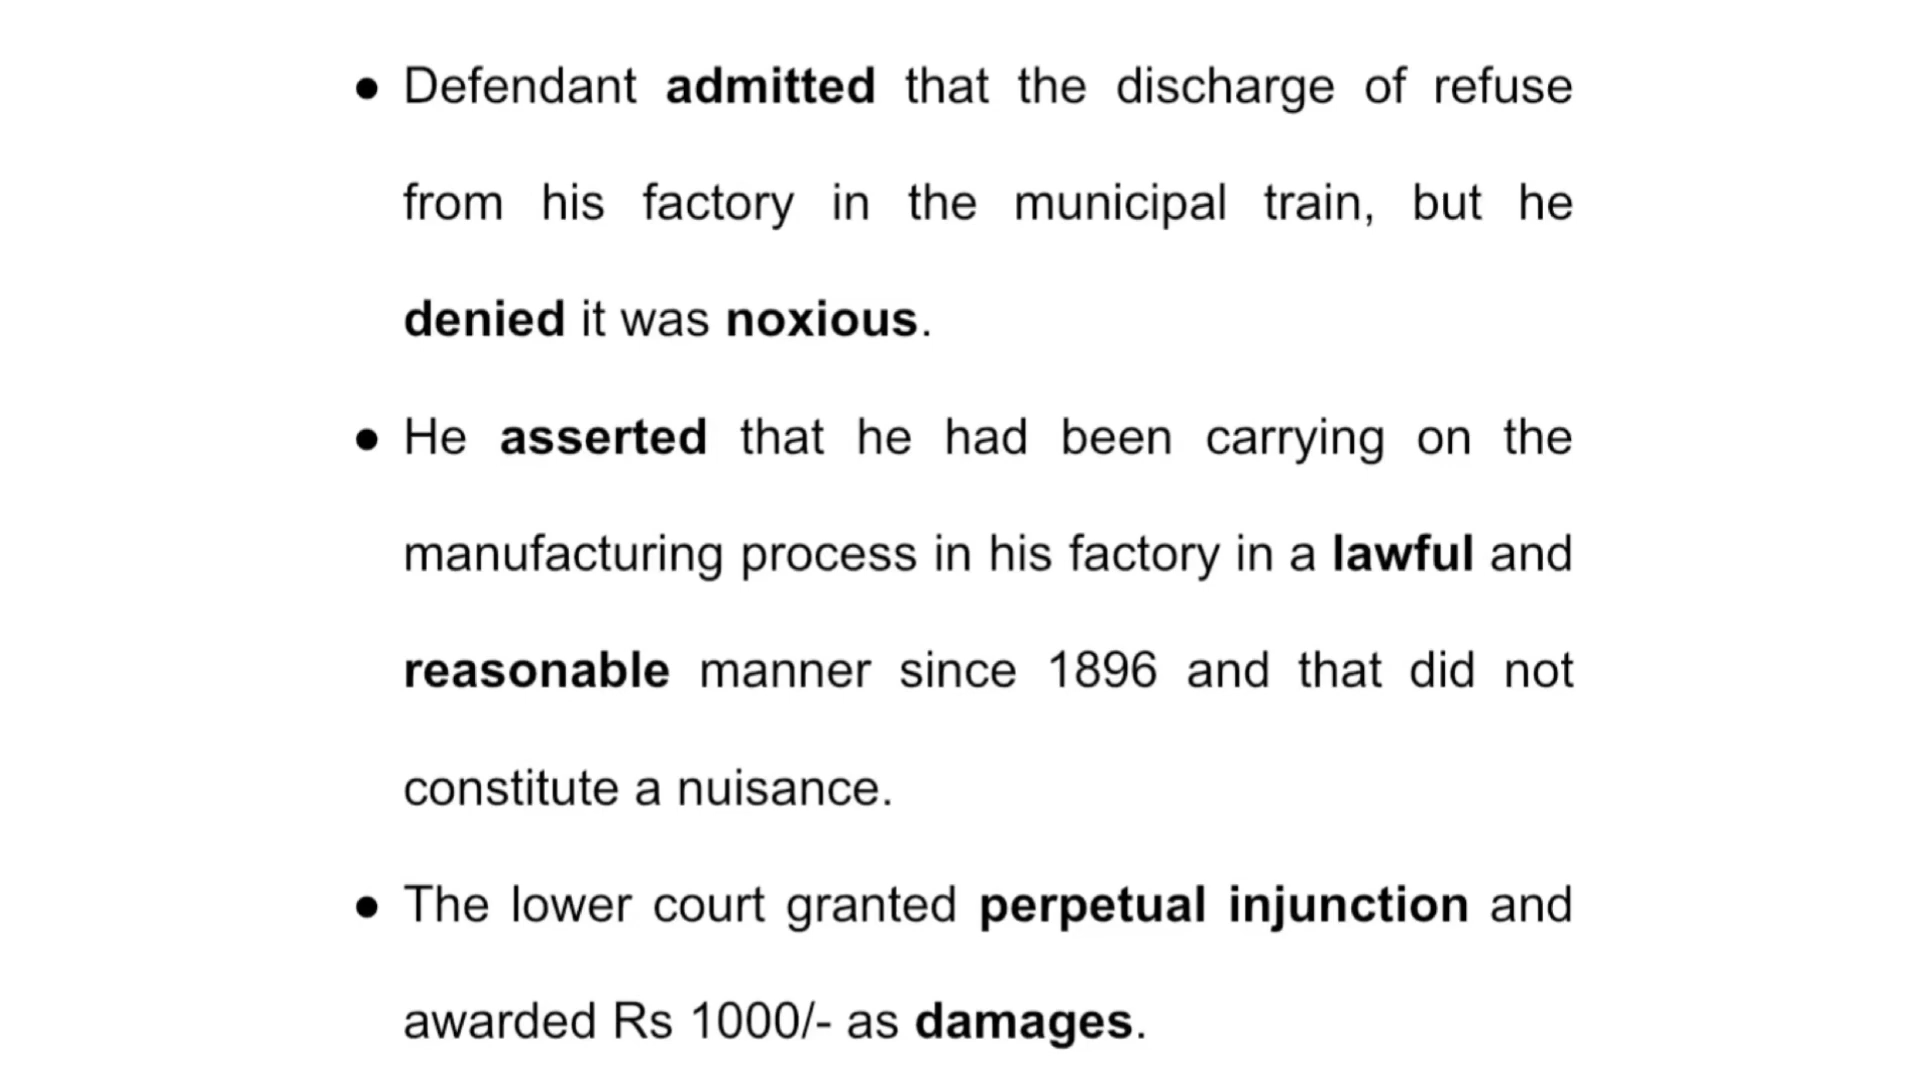 ● Defendant admitted that the discharge of refuse
from his factory in the municipal train, but he
denied it was noxious.
● He asserted that he had been carrying on the
manufacturing process in his factory in a lawful and
reasonable manner since 1896 and that did not
constitute a nuisance.
● The lower court granted perpetual injunction and
awarded Rs 1000/- as damages.